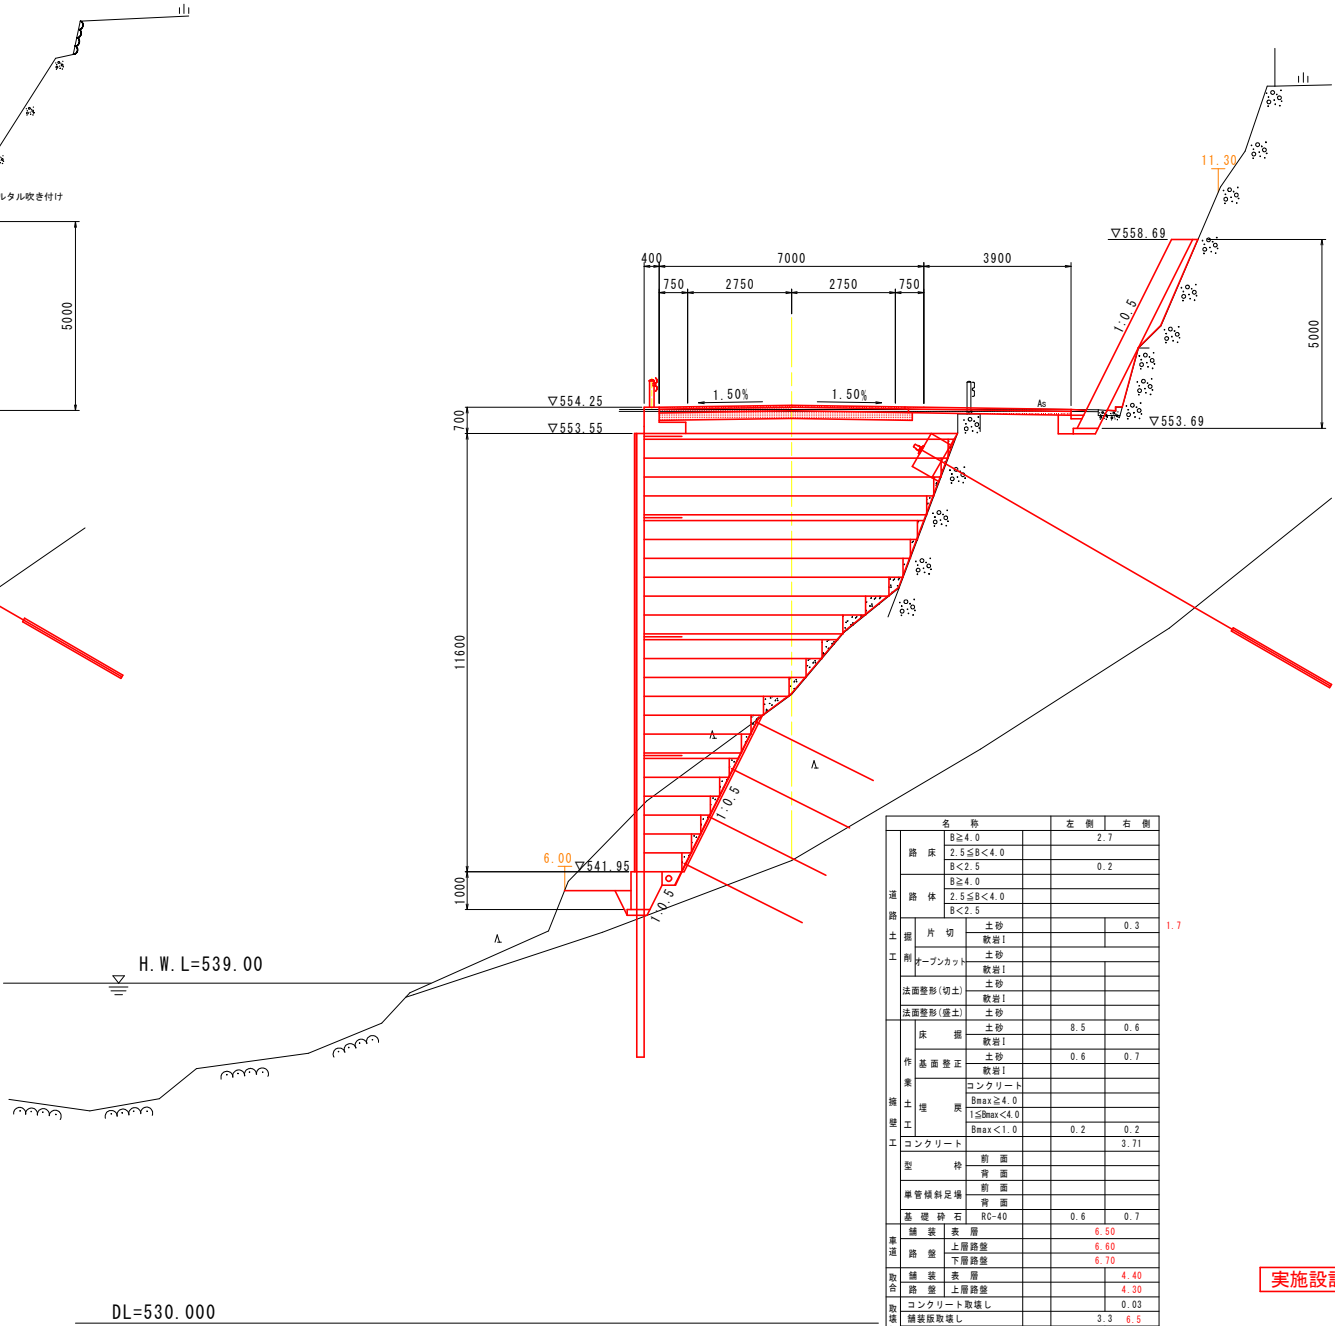 ルタル吹き付け
11.30
▽558.69
400
7000
3900
750
2750
2750
750
5000
1:0.5
5000
▽554.25
1.50%
1.50%
As
700
▽553.55
▽553.69
11600
1:0.5
6.00
▽541.95
1000
1:0.5
H.W.L=539.00
DL=530.000
名 称 左 側 右 側
道路土工 路 床 B≧4.0 2.7
2.5≦B<4.0
B<2.5 0.2
路 体 B≧4.0
2.5≦B<4.0
B<2.5
掘削 片 切 土砂 0.3 1.7
軟岩I
オープンカット 土砂
軟岩I
法面整形(切土) 土砂
軟岩I
法面整形(盛土) 土砂
擁壁工 作業土工 床 掘 土砂 8.5 0.6
軟岩I
基面整正 土砂 0.6 0.7
軟岩I
埋 戻 コンクリート
Bmax≧4.0
1≦Bmax<4.0
Bmax<1.0 0.2 0.2
コンクリート 3.71
型 枠 前 面
背 面
単管傾斜足場 前 面
背 面
基礎砕石 RC-40 0.6 0.7
車道 舗 装 表 層 6.50
路 盤 上層路盤 6.60
下層路盤 6.70
取合 舗 装 表 層 4.40
路 盤 上層路盤 4.30
取壊 コンクリート取壊し 0.03
舗装版取壊し 3.3 6.5
実施設